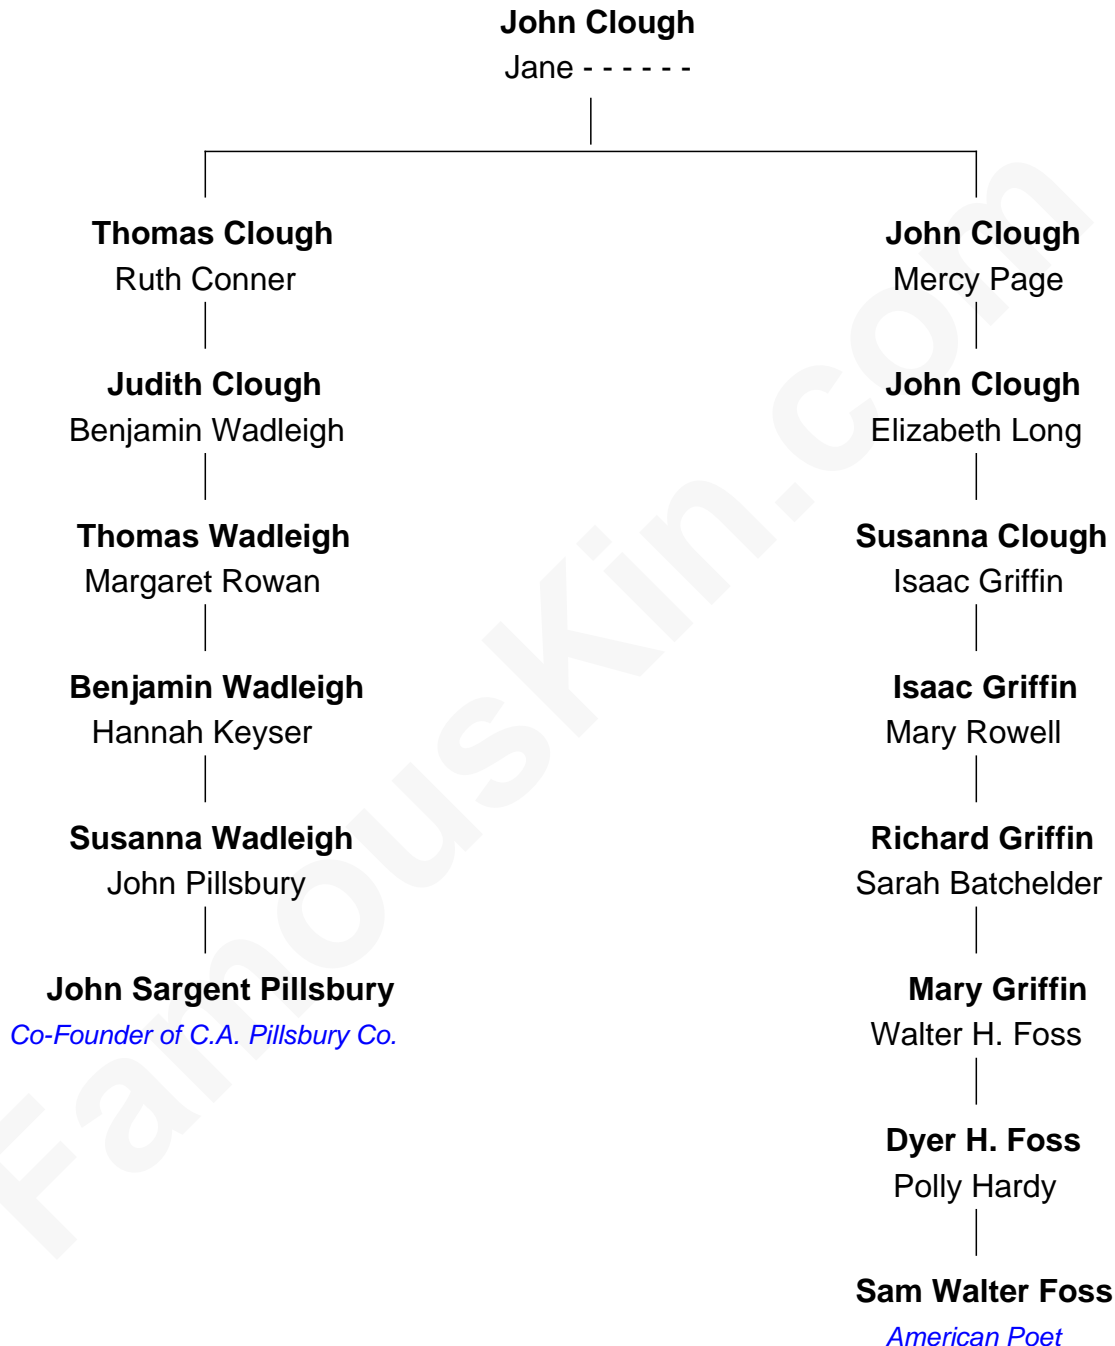 John Clough
Jane - - - - - -
Thomas Clough
Ruth Conner
John Clough
Mercy Page
Judith Clough
Benjamin Wadleigh
John Clough
Elizabeth Long
Thomas Wadleigh
Margaret Rowan
Susanna Clough
Isaac Griffin
Benjamin Wadleigh
Hannah Keyser
Isaac Griffin
Mary Rowell
Susanna Wadleigh
John Pillsbury
Richard Griffin
Sarah Batchelder
John Sargent Pillsbury
Co-Founder of C.A. Pillsbury Co.
Mary Griffin
Walter H. Foss
Dyer H. Foss
Polly Hardy
Sam Walter Foss
American Poet
FamousKin.com